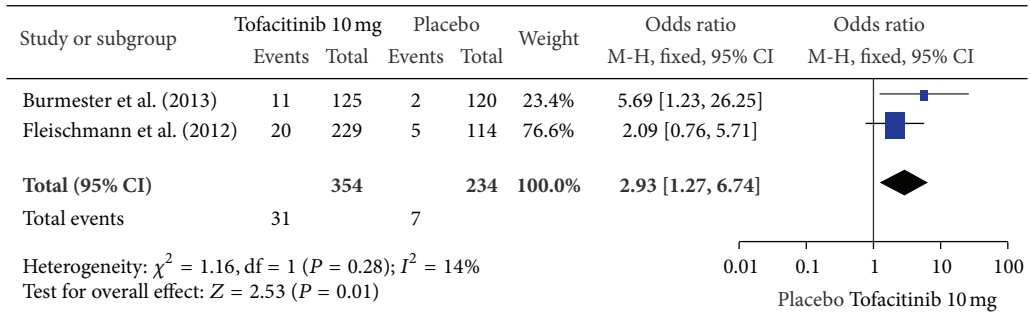 Study or subgroup Tofacitinib 10 mg Placebo Weight Odds ratio Odds ratio
Events Total Events Total M-H, fixed, 95% CI M-H, fixed, 95% CI
Burmester et al. (2013) 11 125 2 120 23.4% 5.69 [1.23, 26.25]
Fleischmann et al. (2012) 20 229 5 114 76.6% 2.09 [0.76, 5.71]
Total (95% CI) 354 234 100.0% 2.93 [1.27, 6.74]
Total events 31 7
Heterogeneity: χ² = 1.16, df = 1 (P = 0.28); I² = 14%
Test for overall effect: Z = 2.53 (P = 0.01)
0.01 0.1 1 10 100
Placebo Tofacitinib 10 mg